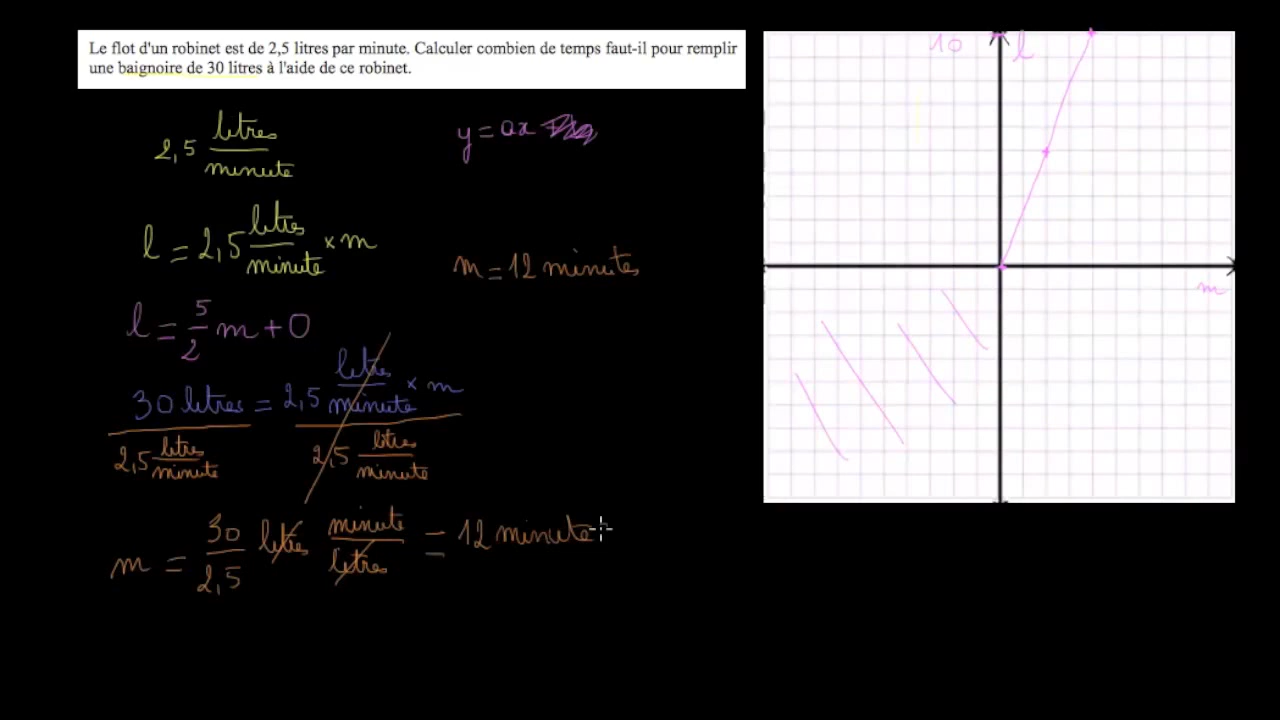 Le flot d'un robinet est de 2,5 litres par minute. Calculer combien de temps faut-il pour remplir
une baignoire de 30 litres à l'aide de ce robinet.
2,5 litres/minute
y = ax
l = 2,5 litres/minute × m
m = 12 minutes
l = 5/2 m + 0
30 litres = 2,5 litres/minute × m
2,5 litres/minute 2,5 litres/minute
m = 30/2,5 litres minute/litres = 12 minute
10 l
m